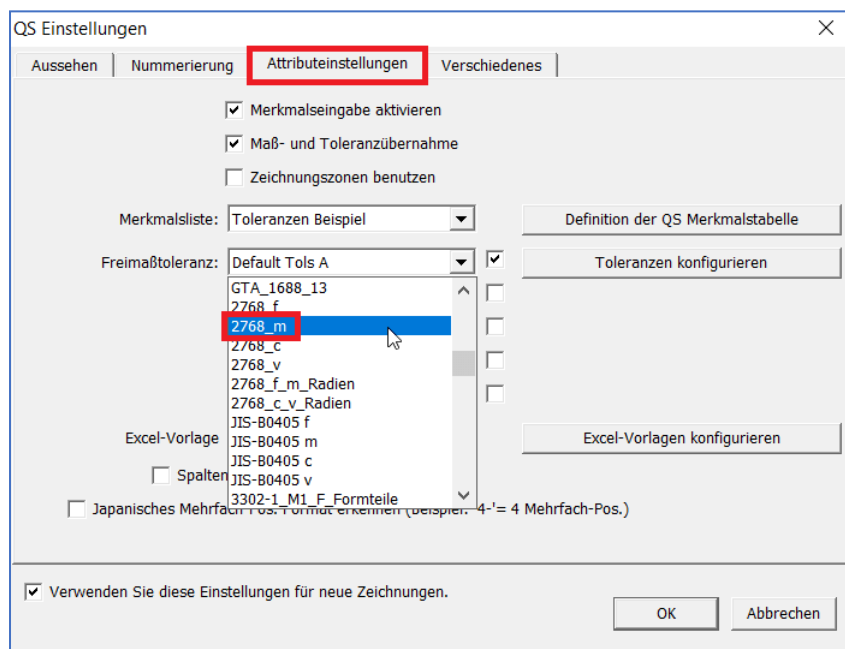 QS Einstellungen
Aussehen Nummerierung Attributeinstellungen Verschiedenes
Merkmalseingabe aktivieren
Maß- und Toleranzübernahme
Zeichnungszonen benutzen
Merkmalsliste: Toleranzen Beispiel Definition der QS Merkmalstabelle
Freimaßtoleranz: Default Tols A Toleranzen konfigurieren
GTA_1688_13
2768_f
2768_m
2768_c
2768_v
2768_f_m_Radien
2768_c_v_Radien
JIS-B0405 f
Excel-Vorlage JIS-B0405 m Excel-Vorlagen konfigurieren
JIS-B0405 c
Spalten JIS-B0405 v
3302-1_M1_F_Formteile
Japanisches Mehrfach-Pos. Format erkennen (Beispiel: '4-'= 4 Mehrfach-Pos.)
Verwenden Sie diese Einstellungen für neue Zeichnungen.
OK Abbrechen